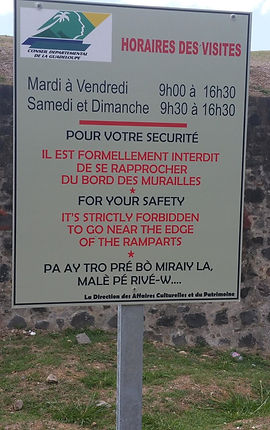 CONSEIL DEPARTEMENTAL
DE LA GUADELOUPE
HORAIRES DES VISITES
Mardi à Vendredi 9h00 à 16h30
Samedi et Dimanche 9h30 à 16h30
POUR VOTRE SECURITÉ
IL EST FORMELLEMENT INTERDIT
DE SE RAPPROCHER
DU BORD DES MURAILLES
FOR YOUR SAFETY
IT'S STRICTLY FORBIDDEN
TO GO NEAR THE EDGE
OF THE RAMPARTS
PA AY TRO PRÉ BÒ MIRAIY LA,
MALÈ PÉ RIVÉ-W....
La Direction des Affaires Culturelles et du Patrimoine